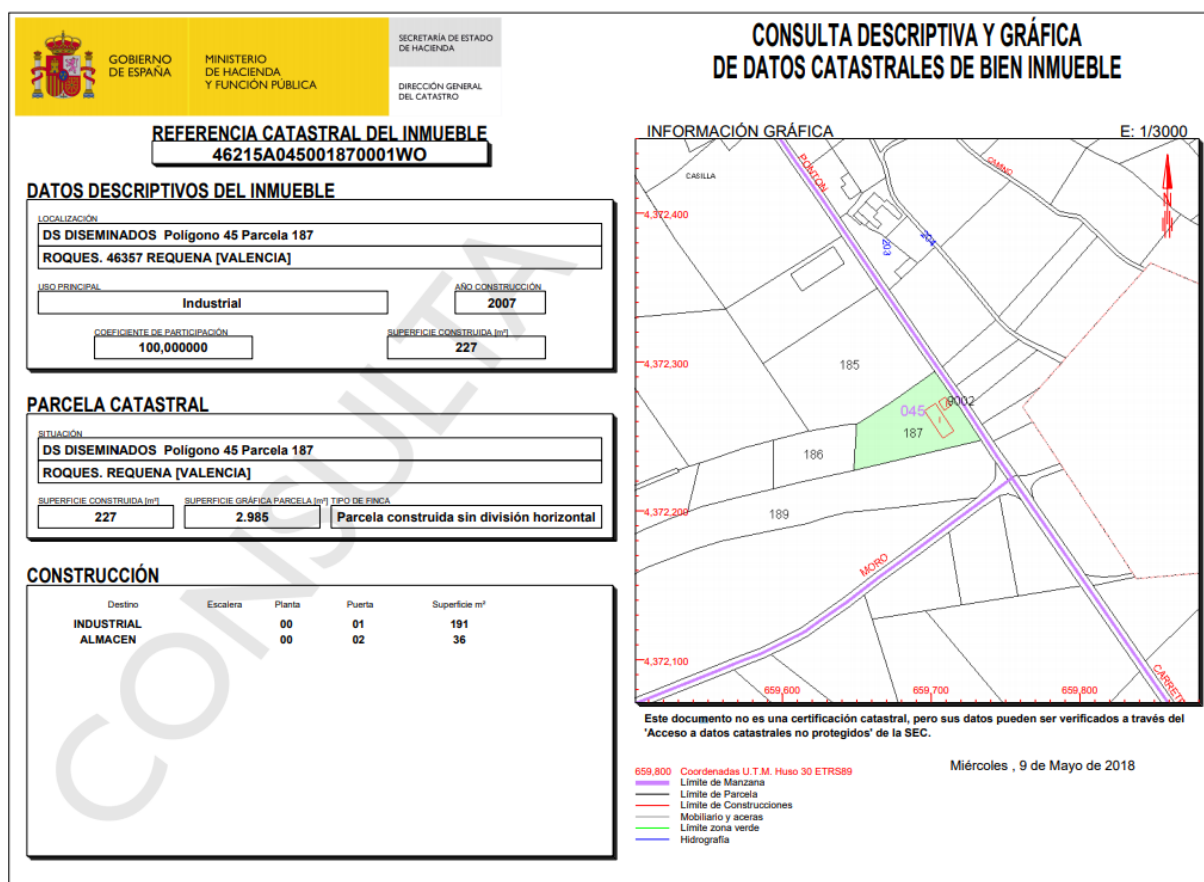 GOBIERNO
DE ESPAÑA
MINISTERIO
DE HACIENDA
Y FUNCIÓN PÚBLICA
SECRETARÍA DE ESTADO
DE HACIENDA
DIRECCIÓN GENERAL
DEL CATASTRO
CONSULTA DESCRIPTIVA Y GRÁFICA
DE DATOS CATASTRALES DE BIEN INMUEBLE
REFERENCIA CATASTRAL DEL INMUEBLE
46215A045001870001WO
DATOS DESCRIPTIVOS DEL INMUEBLE
LOCALIZACIÓN
DS DISEMINADOS Polígono 45 Parcela 187
ROQUES. 46357 REQUENA [VALENCIA]
USO PRINCIPAL
Industrial
AÑO CONSTRUCCIÓN
2007
COEFICIENTE DE PARTICIPACIÓN
100,000000
SUPERFICIE CONSTRUIDA [m²]
227
PARCELA CATASTRAL
SITUACIÓN
DS DISEMINADOS Polígono 45 Parcela 187
ROQUES. REQUENA [VALENCIA]
SUPERFICIE CONSTRUIDA [m²]
227
SUPERFICIE GRÁFICA PARCELA [m²]
2.985
TIPO DE FINCA
Parcela construida sin división horizontal
CONSTRUCCIÓN
Destino Escalera Planta Puerta Superficie m²
INDUSTRIAL 00 01 191
ALMACEN 00 02 36
CONSULTA
INFORMACIÓN GRÁFICA E: 1/3000
CASILLA
PONTON
CAMINO
N
4,372,400
203
204
4,372,300
185
045
9002
187
186
4,372,200
189
MORO
4,372,100
659,600
659,700
659,800
CARRETE
Este documento no es una certificación catastral, pero sus datos pueden ser verificados a través del
'Acceso a datos catastrales no protegidos' de la SEC.
Miércoles , 9 de Mayo de 2018
659,800 Coordenadas U.T.M. Huso 30 ETRS89
Límite de Manzana
Límite de Parcela
Límite de Construcciones
Mobiliario y aceras
Límite zona verde
Hidrografía